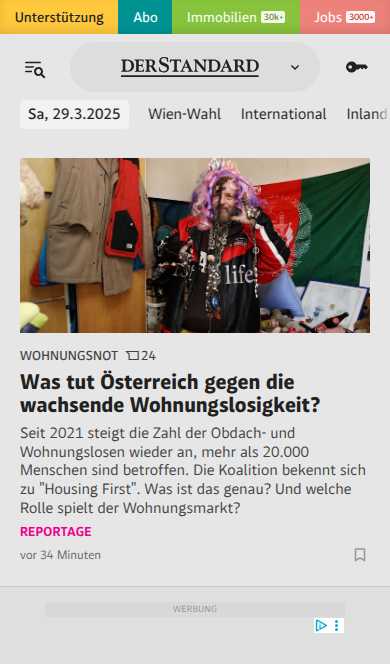 Unterstützung Abo Immobilien 30k+ Jobs 3000+
DERSTANDARD
Sa, 29.3.2025 Wien-Wahl International Inland
life
WOHNUNGSNOT 24
Was tut Österreich gegen die
wachsende Wohnungslosigkeit?
Seit 2021 steigt die Zahl der Obdach- und
Wohnungslosen wieder an, mehr als 20.000
Menschen sind betroffen. Die Koalition bekennt sich
zu "Housing First". Was ist das genau? Und welche
Rolle spielt der Wohnungsmarkt?
REPORTAGE
vor 34 Minuten
WERBUNG